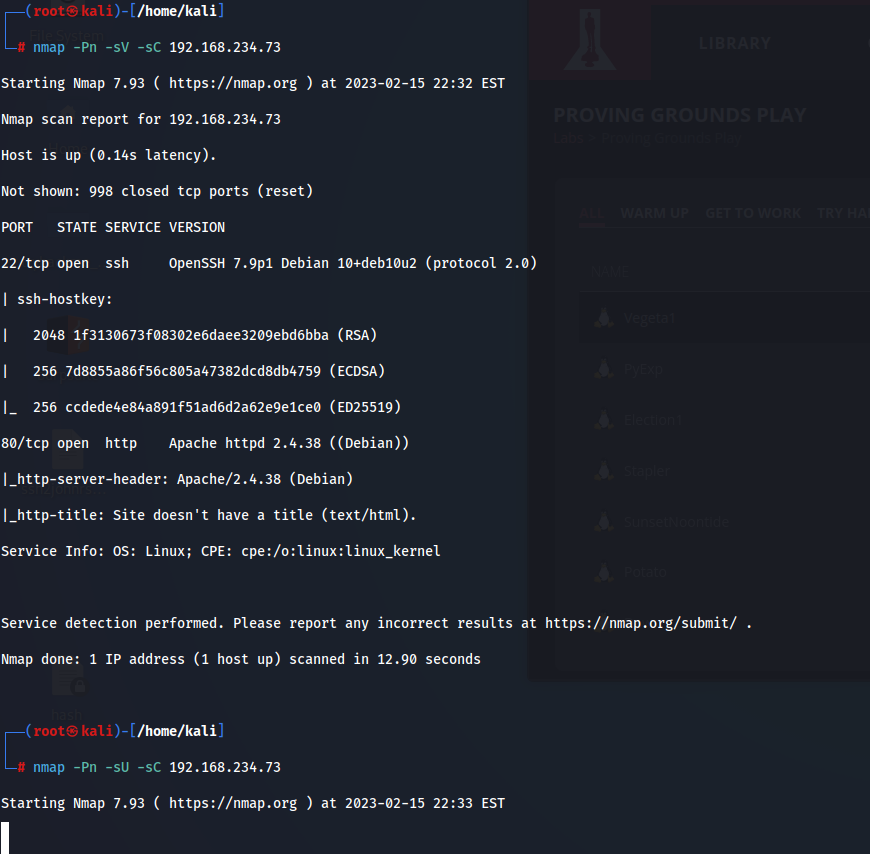 (root㉿kali)-[/home/kali]
# nmap -Pn -sV -sC 192.168.234.73
Starting Nmap 7.93 ( https://nmap.org ) at 2023-02-15 22:32 EST
Nmap scan report for 192.168.234.73
Host is up (0.14s latency).
Not shown: 998 closed tcp ports (reset)
PORT   STATE SERVICE VERSION
22/tcp open  ssh     OpenSSH 7.9p1 Debian 10+deb10u2 (protocol 2.0)
| ssh-hostkey:
|   2048 1f3130673f08302e6daee3209ebd6bba (RSA)
|   256 7d8855a86f56c805a47382dcd8db4759 (ECDSA)
|_  256 ccdede4e84a891f51ad6d2a62e9e1ce0 (ED25519)
80/tcp open  http    Apache httpd 2.4.38 ((Debian))
|_http-server-header: Apache/2.4.38 (Debian)
|_http-title: Site doesn't have a title (text/html).
Service Info: OS: Linux; CPE: cpe:/o:linux:linux_kernel
Service detection performed. Please report any incorrect results at https://nmap.org/submit/ .
Nmap done: 1 IP address (1 host up) scanned in 12.90 seconds
(root㉿kali)-[/home/kali]
# nmap -Pn -sU -sC 192.168.234.73
Starting Nmap 7.93 ( https://nmap.org ) at 2023-02-15 22:33 EST
File System
hash
LIBRARY
PROVING GROUNDS PLAY
Labs > Proving Grounds Play
ALL WARM UP GET TO WORK TRY HA
NAME
Vegeta1
PyExp
Election1
Stapler
SunsetNoontide
Potato